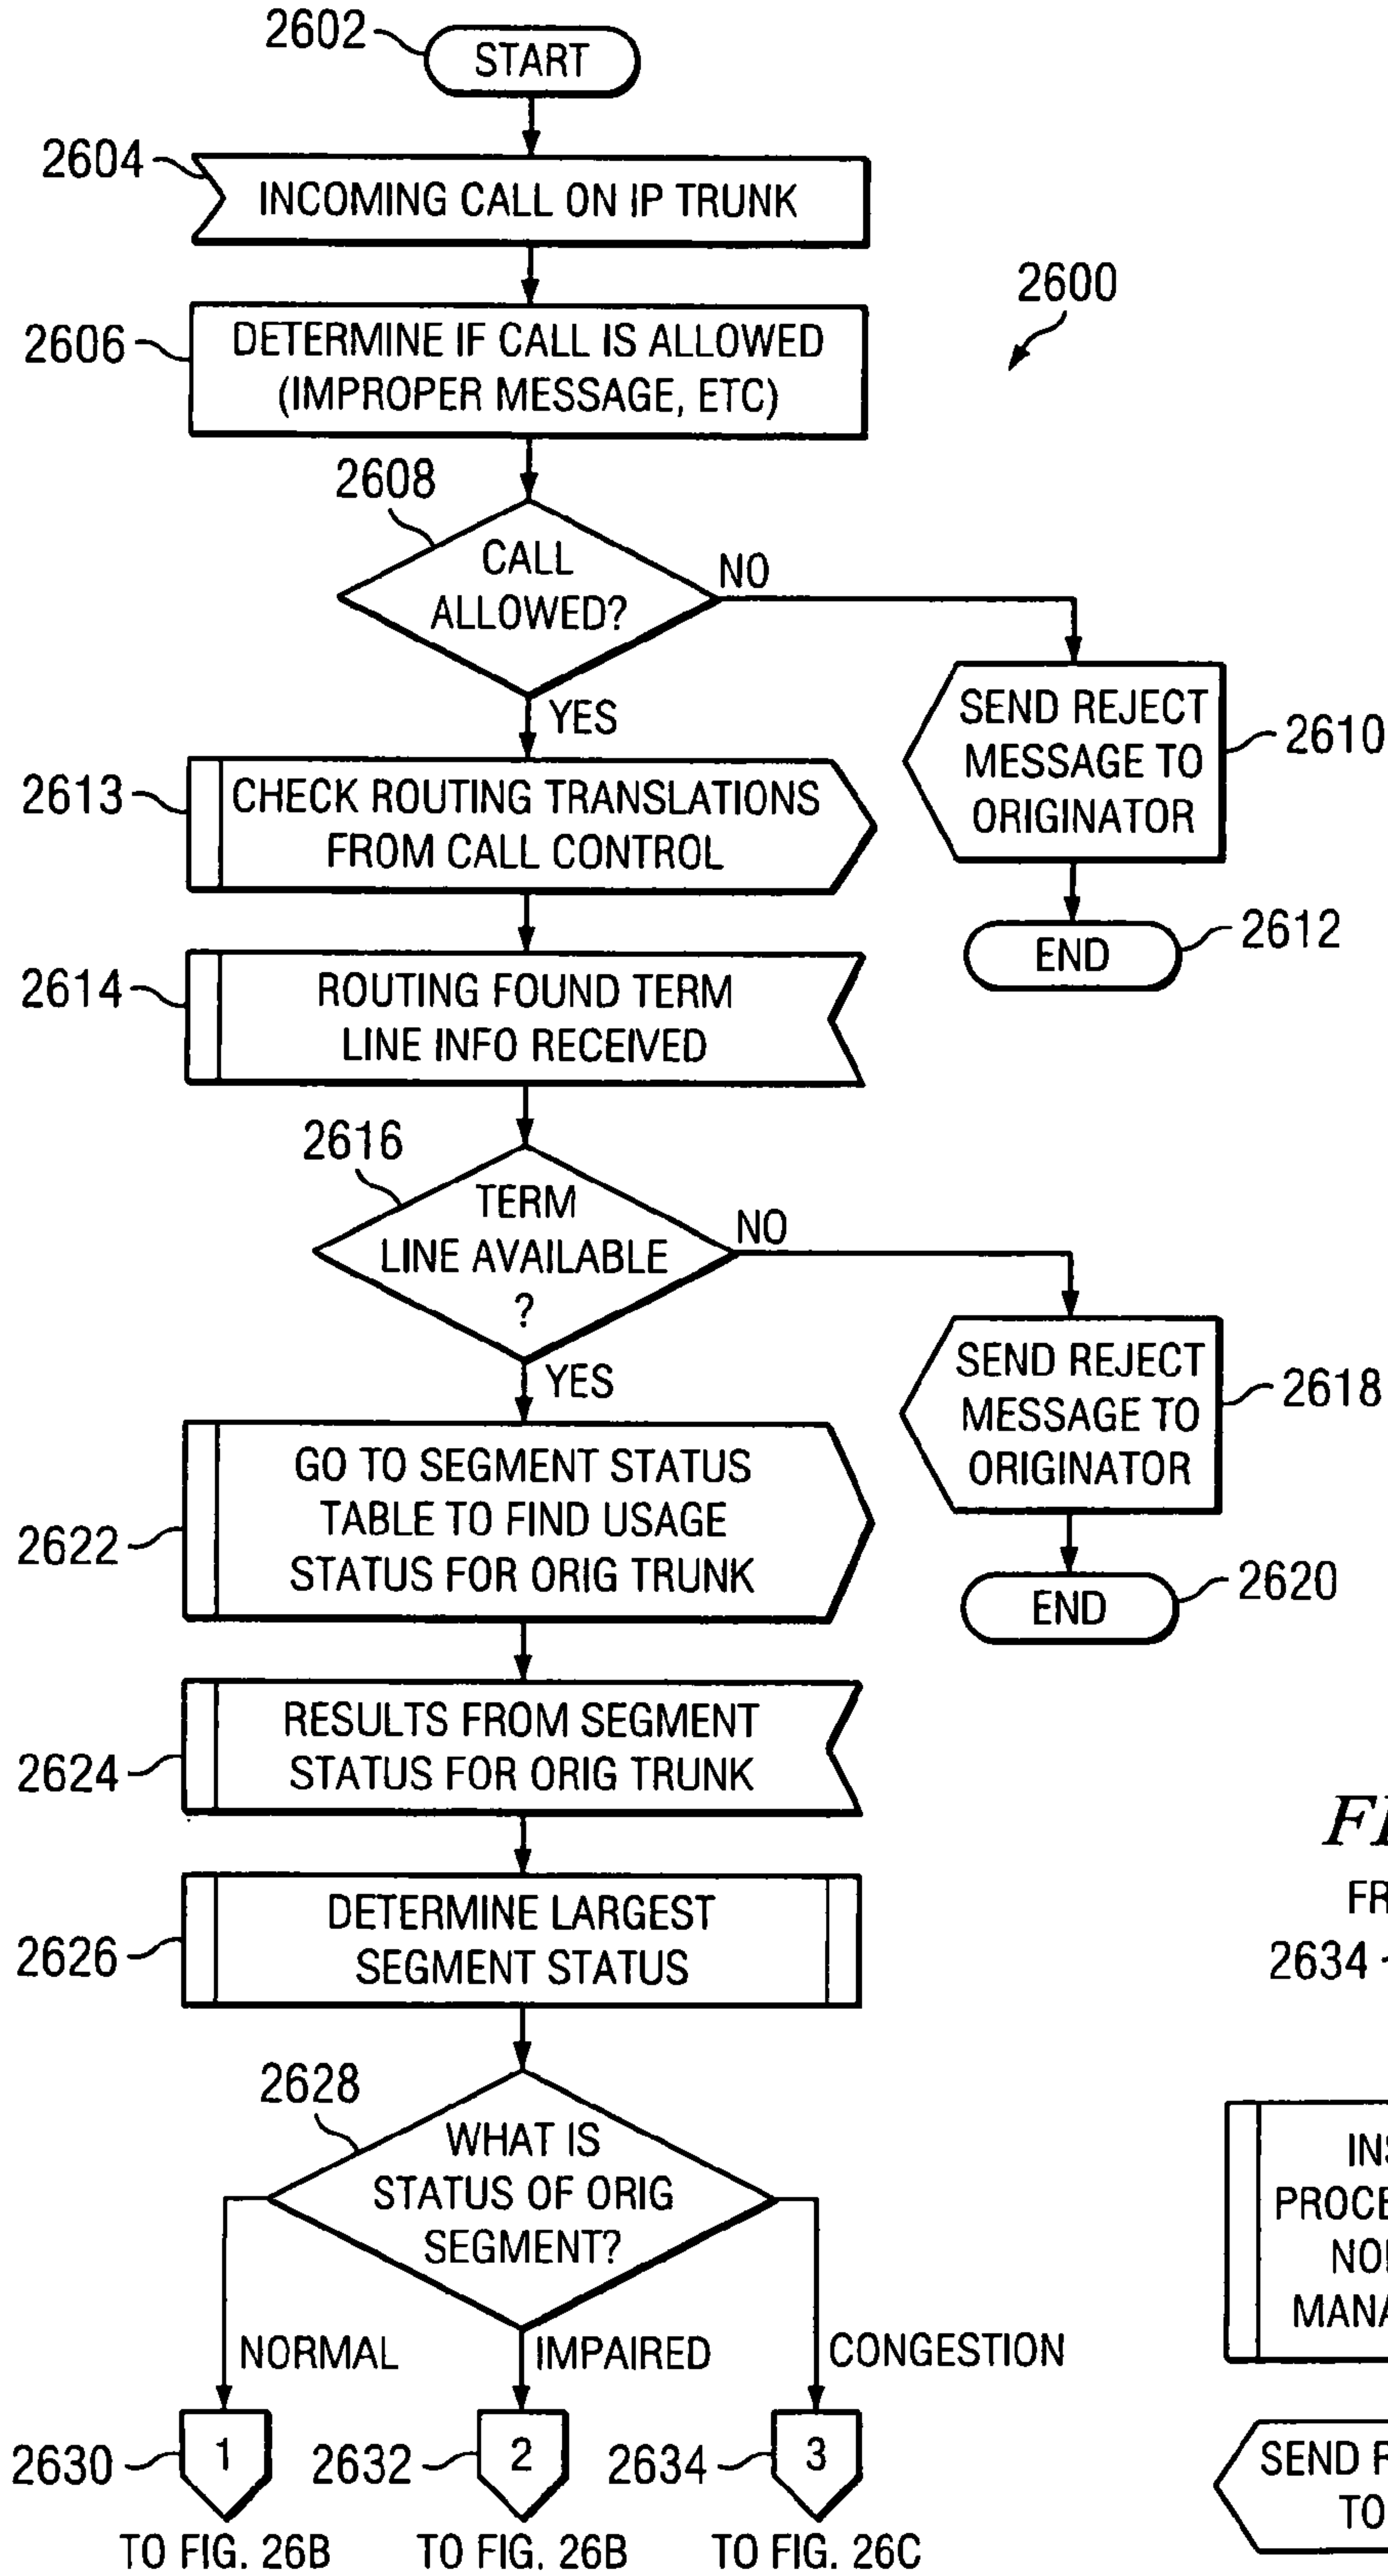 2602
START
2604
INCOMING CALL ON IP TRUNK
2600
2606
DETERMINE IF CALL IS ALLOWED
(IMPROPER MESSAGE, ETC)
2608
CALL
ALLOWED?
NO
YES
SEND REJECT
MESSAGE TO
ORIGINATOR
2610
END
2612
2613
CHECK ROUTING TRANSLATIONS
FROM CALL CONTROL
2614
ROUTING FOUND TERM
LINE INFO RECEIVED
2616
TERM
LINE AVAILABLE
?
NO
YES
SEND REJECT
MESSAGE TO
ORIGINATOR
2618
END
2620
2622
GO TO SEGMENT STATUS
TABLE TO FIND USAGE
STATUS FOR ORIG TRUNK
2624
RESULTS FROM SEGMENT
STATUS FOR ORIG TRUNK
2626
DETERMINE LARGEST
SEGMENT STATUS
2628
WHAT IS
STATUS OF ORIG
SEGMENT?
NORMAL
IMPAIRED
CONGESTION
2630
1
2632
2
2634
3
TO FIG. 26B
TO FIG. 26B
TO FIG. 26C
2634
SEND
TO